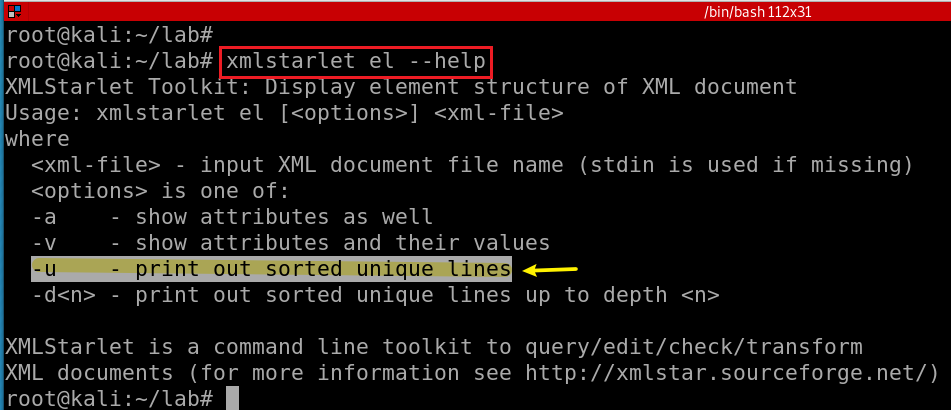 /bin/bash 112x31
root@kali:~/lab#
root@kali:~/lab# xmlstarlet el --help
XMLStarlet Toolkit: Display element structure of XML document
Usage: xmlstarlet el [<options>] <xml-file>
where
  <xml-file> - input XML document file name (stdin is used if missing)
  <options> is one of:
  -a    - show attributes as well
  -v    - show attributes and their values
  -u    - print out sorted unique lines
  -d<n> - print out sorted unique lines up to depth <n>

XMLStarlet is a command line toolkit to query/edit/check/transform
XML documents (for more information see http://xmlstar.sourceforge.net/)
root@kali:~/lab#